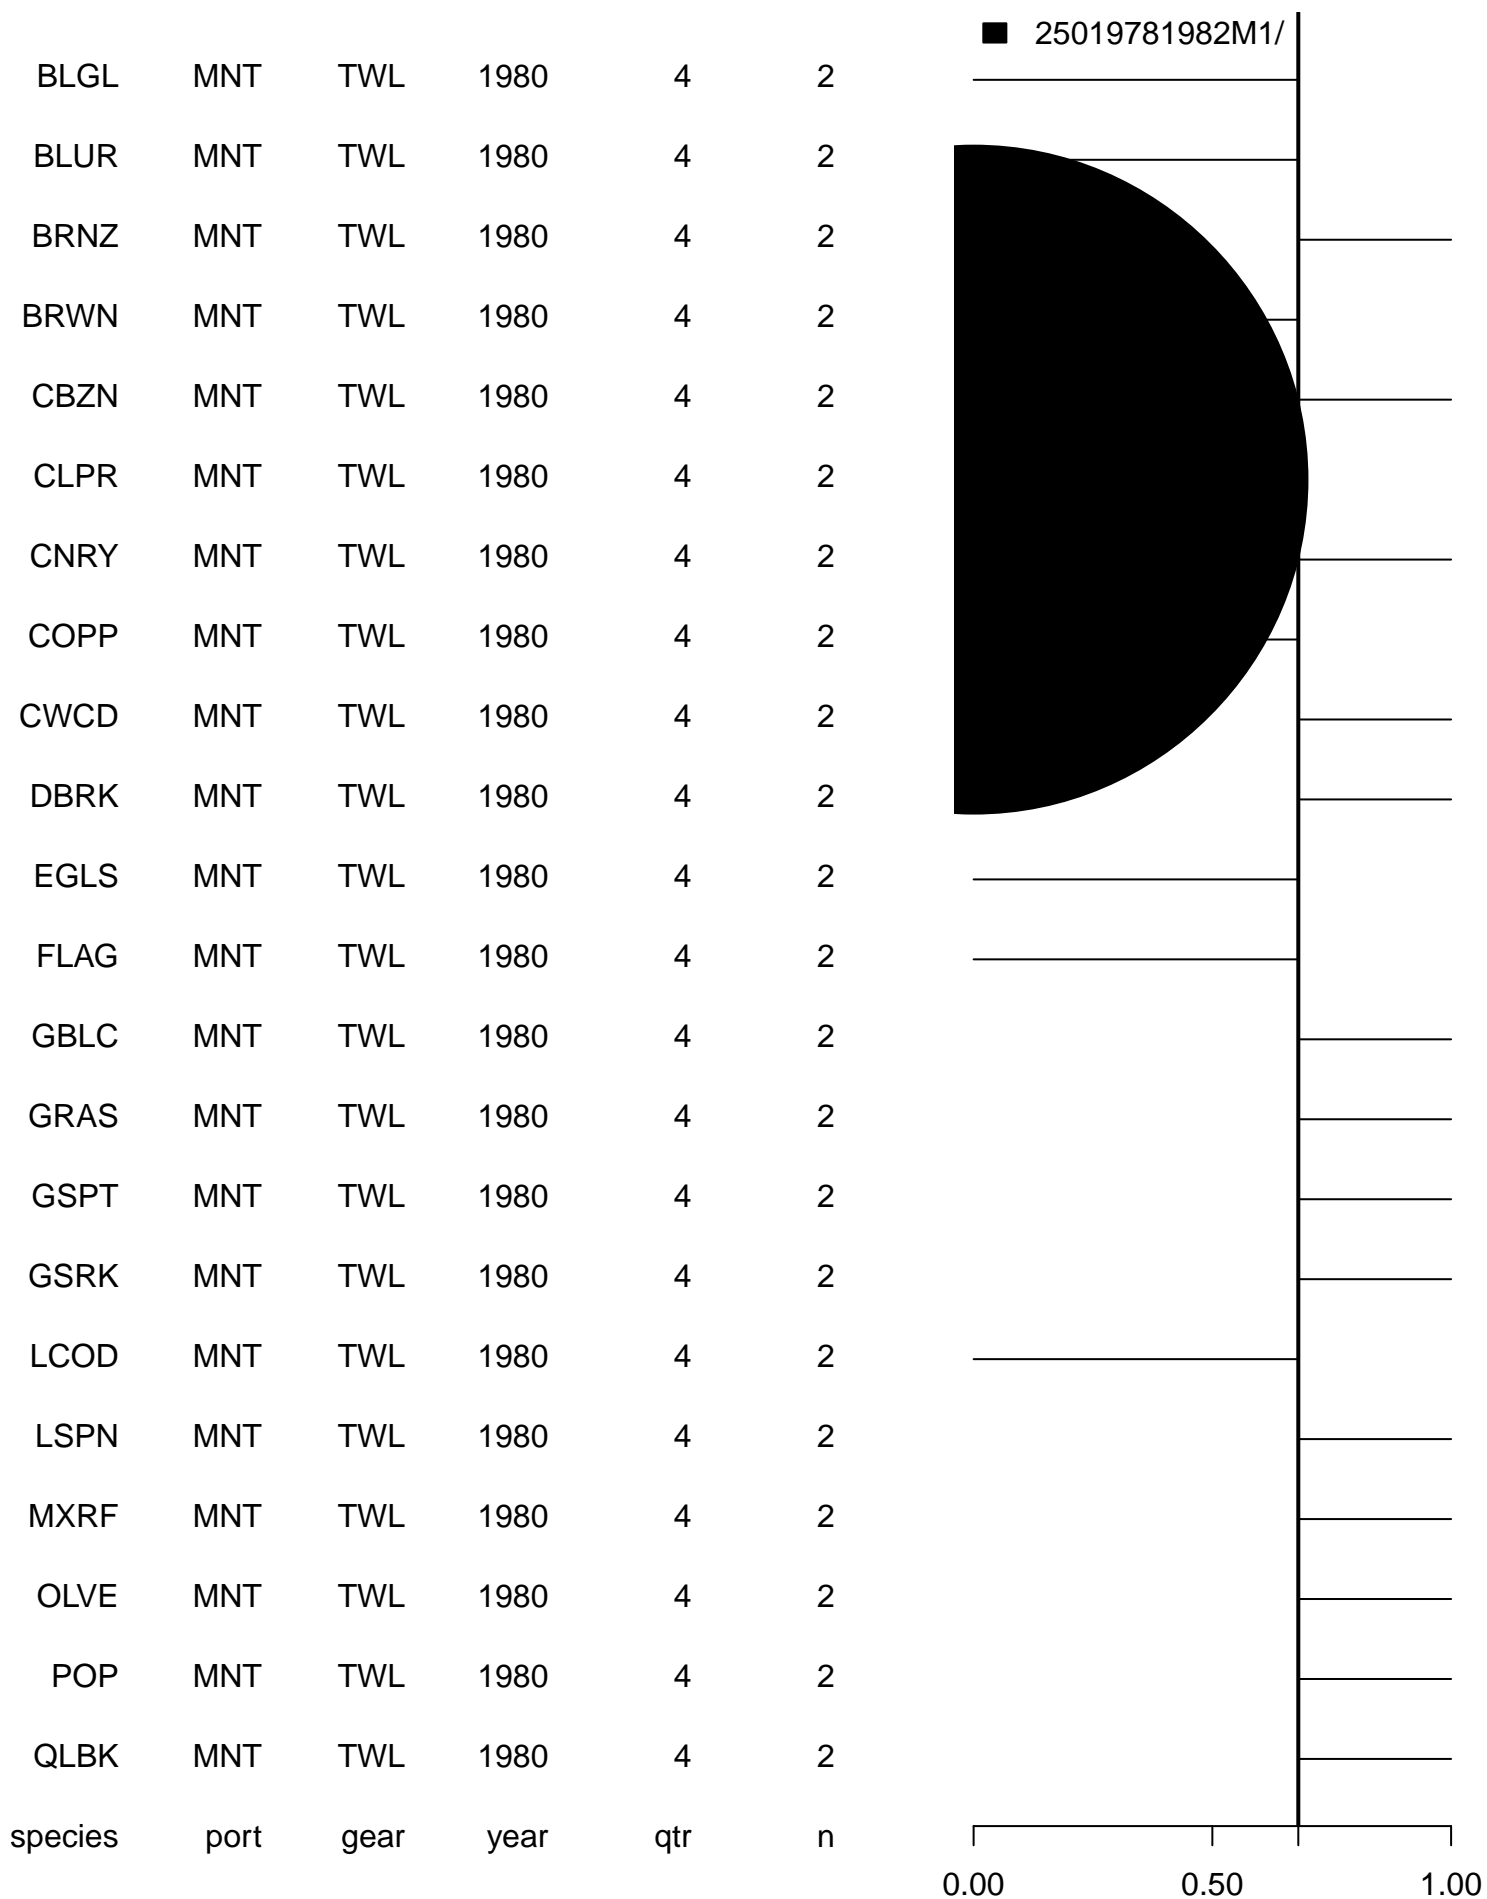 25019781982M1/
BLGL MNT TWL 1980 4 2
BLUR MNT TWL 1980 4 2
BRNZ MNT TWL 1980 4 2
BRWN MNT TWL 1980 4 2
CBZN MNT TWL 1980 4 2
CLPR MNT TWL 1980 4 2
CNRY MNT TWL 1980 4 2
COPP MNT TWL 1980 4 2
CWCD MNT TWL 1980 4 2
DBRK MNT TWL 1980 4 2
EGLS MNT TWL 1980 4 2
FLAG MNT TWL 1980 4 2
GBLC MNT TWL 1980 4 2
GRAS MNT TWL 1980 4 2
GSPT MNT TWL 1980 4 2
GSRK MNT TWL 1980 4 2
LCOD MNT TWL 1980 4 2
LSPN MNT TWL 1980 4 2
MXRF MNT TWL 1980 4 2
OLVE MNT TWL 1980 4 2
POP MNT TWL 1980 4 2
QLBK MNT TWL 1980 4 2
species port gear year qtr n
0.00 0.50 1.00